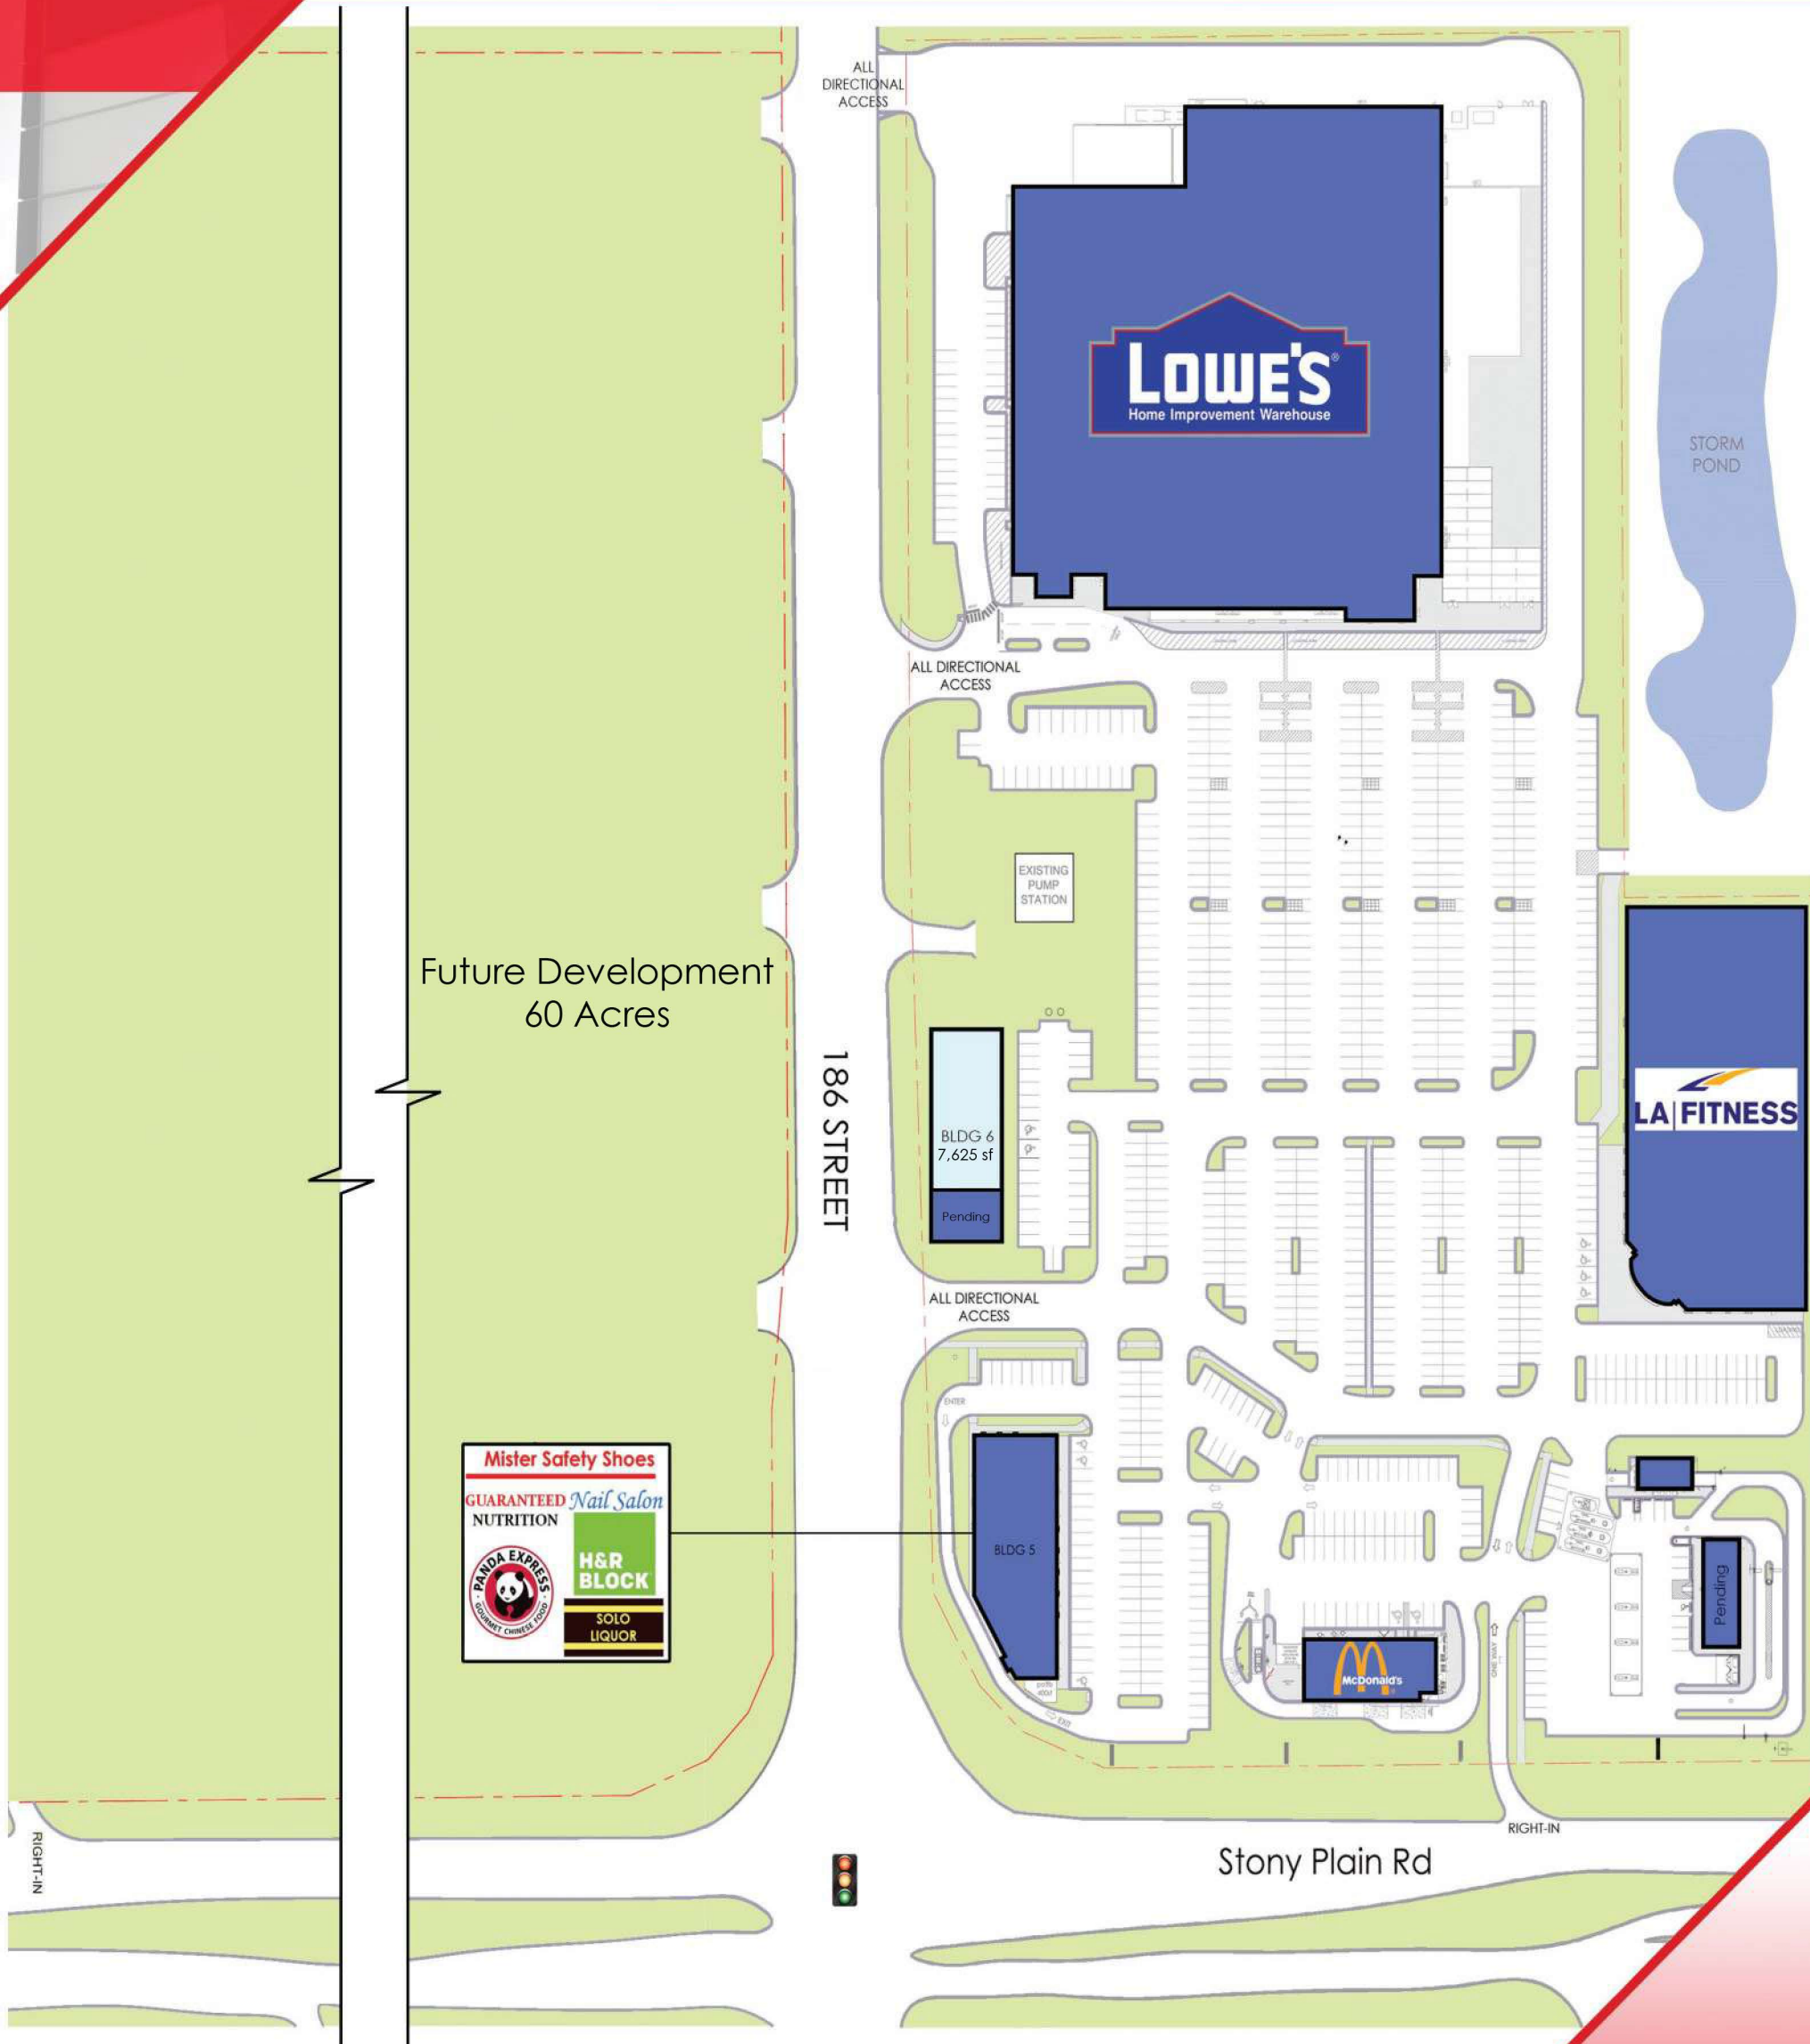 ALL
DIRECTIONAL
ACCESS
LOWE'S®
Home Improvement Warehouse
STORM
POND
ALL DIRECTIONAL
ACCESS
EXISTING
PUMP
STATION
Future Development
60 Acres
186 STREET
BLDG 6
7,625 sf
Pending
LA FITNESS
ALL DIRECTIONAL
ACCESS
ENTER
Mister Safety Shoes
GUARANTEED
NUTRITION
Nail Salon
PANDA EXPRESS
GOURMET CHINESE FOOD
H&R
BLOCK
SOLO
LIQUOR
BLDG 5
Pending
McDonald's
ONE WAY
RIGHT-IN
RIGHT-IN
Stony Plain Rd